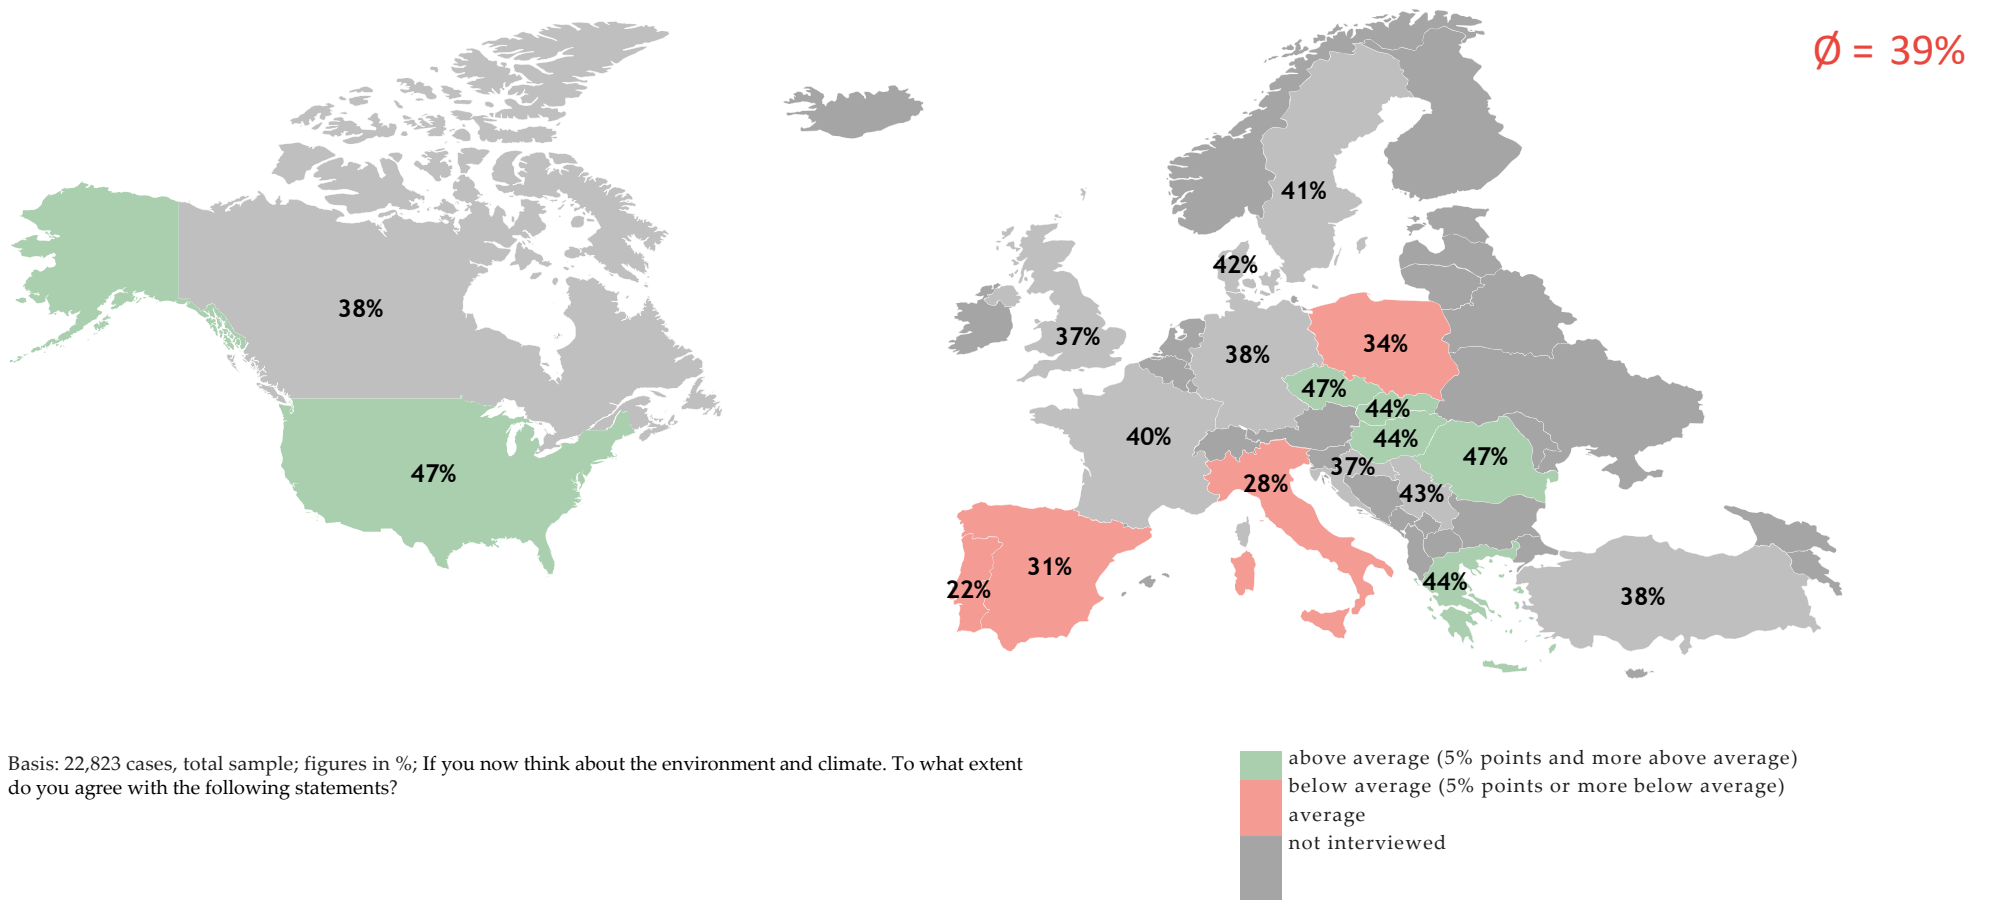 Ø = 39%
41%
42%
38%
37%
38%
34%
47%
44%
40%
44%
47%
37%
47%
28%
43%
31%
44%
22%
38%
Basis: 22,823 cases, total sample; figures in %; If you now think about the environment and climate. To what extent
do you agree with the following statements?
above average (5% points and more above average)
below average (5% points or more below average)
average
not interviewed